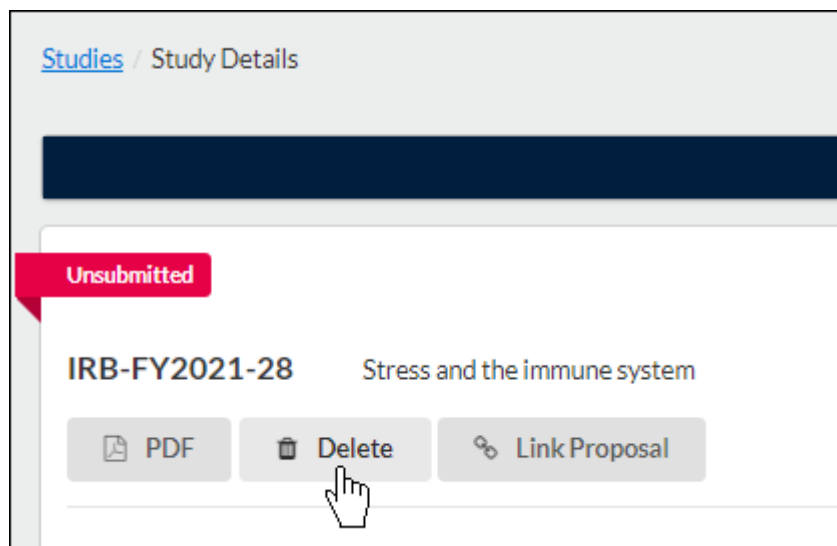 Studies / Study Details
Unsubmitted
IRB-FY2021-28 Stress and the immune system
PDF Delete Link Proposal